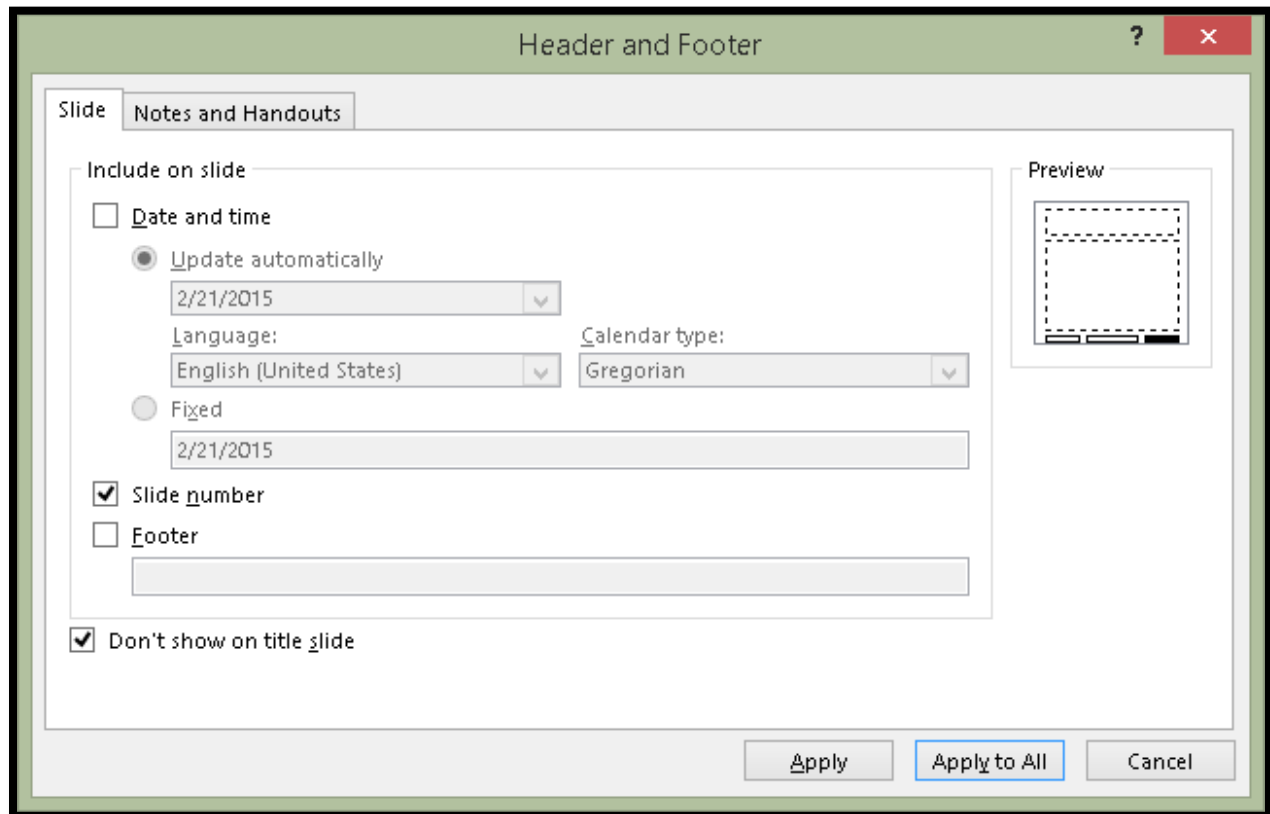 Header and Footer ?
Slide Notes and Handouts
Include on slide
Preview
Date and time
Update automatically
2/21/2015
Language: Calendar type:
English (United States) Gregorian
Fixed
2/21/2015
Slide number
Footer
Don't show on title slide
Apply Apply to All Cancel